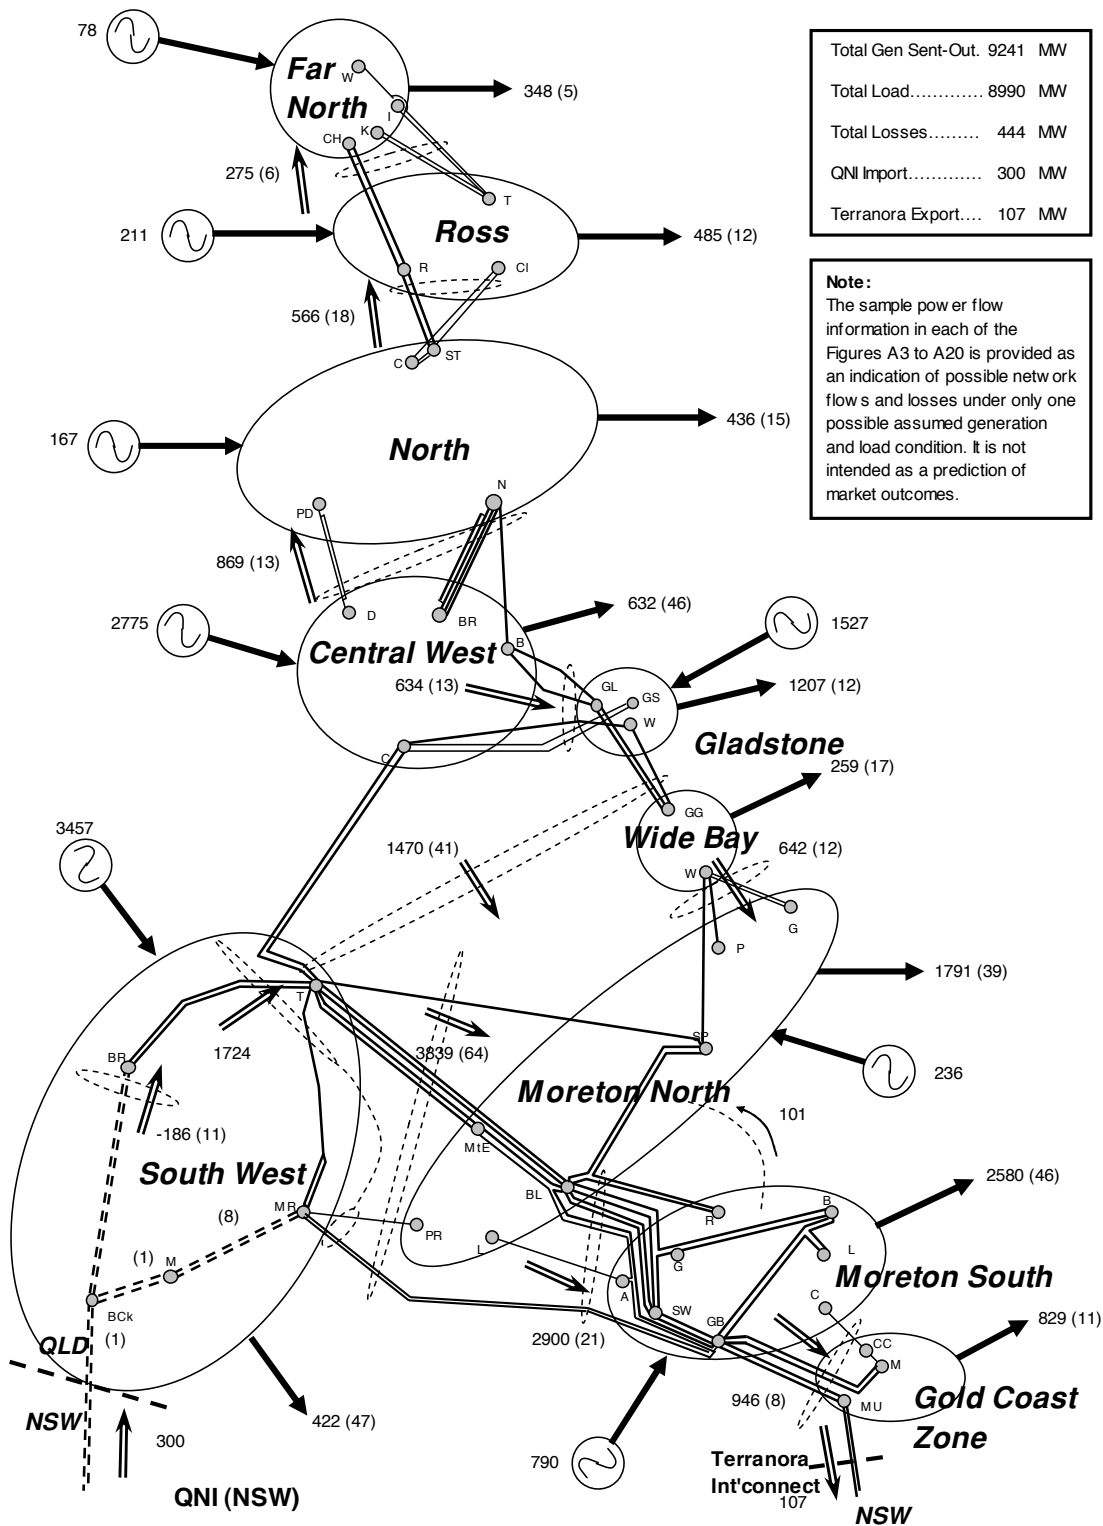 78
Far
North
W
I
K
CH
348 (5)
275 (6)
T
Ross
211
485 (12)
R
CI
566 (18)
C
ST
167
436 (15)
North
N
PD
869 (13)
2775
D
BR
632 (46)
1527
B
Central West
634 (13)
GL
GS
W
1207 (12)
C
Gladstone
259 (17)
GG
3457
1470 (41)
Wide Bay
642 (12)
W
G
P
1791 (39)
T
SP
BR
1724
3339 (64)
236
Moreton North
101
-186 (11)
MtE
South West
BL
2580 (46)
(8)
MR
PR
R
B
L
G
L
(1)
M
A
Moreton South
C
BCk
(1)
SW
GB
829 (11)
QLD
2900 (21)
CC
M
946 (8)
MU
Gold Coast
Zone
422 (47)
NSW
300
790
Terranora
Int'connect
107
QNI (NSW)
NSW
Total Gen Sent-Out. 9241 MW
Total Load............. 8990 MW
Total Losses......... 444 MW
QNI Import............. 300 MW
Terranora Export.... 107 MW
Note:
The sample power flow
information in each of the
Figures A3 to A20 is provided as
an indication of possible network
flows and losses under only one
possible assumed generation
and load condition. It is not
intended as a prediction of
market outcomes.